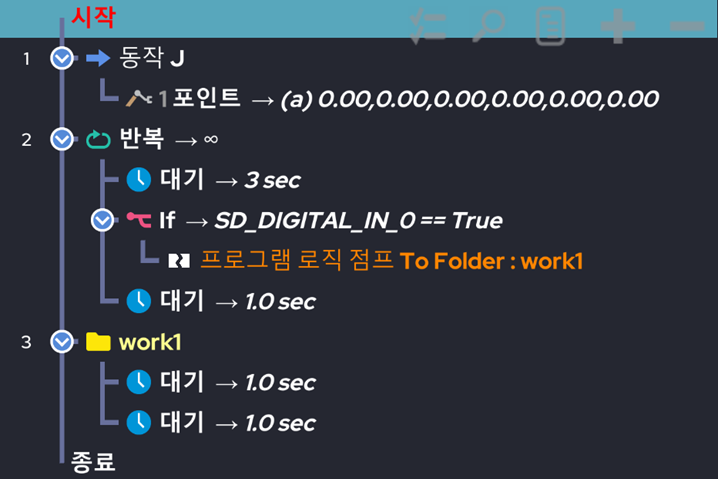 시작
1 동작 J
1 포인트 → (a) 0.00,0.00,0.00,0.00,0.00,0.00
2 반복 → ∞
대기 → 3 sec
If → SD_DIGITAL_IN_0 == True
프로그램 로직 점프 To Folder : work1
대기 → 1.0 sec
3 work1
대기 → 1.0 sec
대기 → 1.0 sec
종료